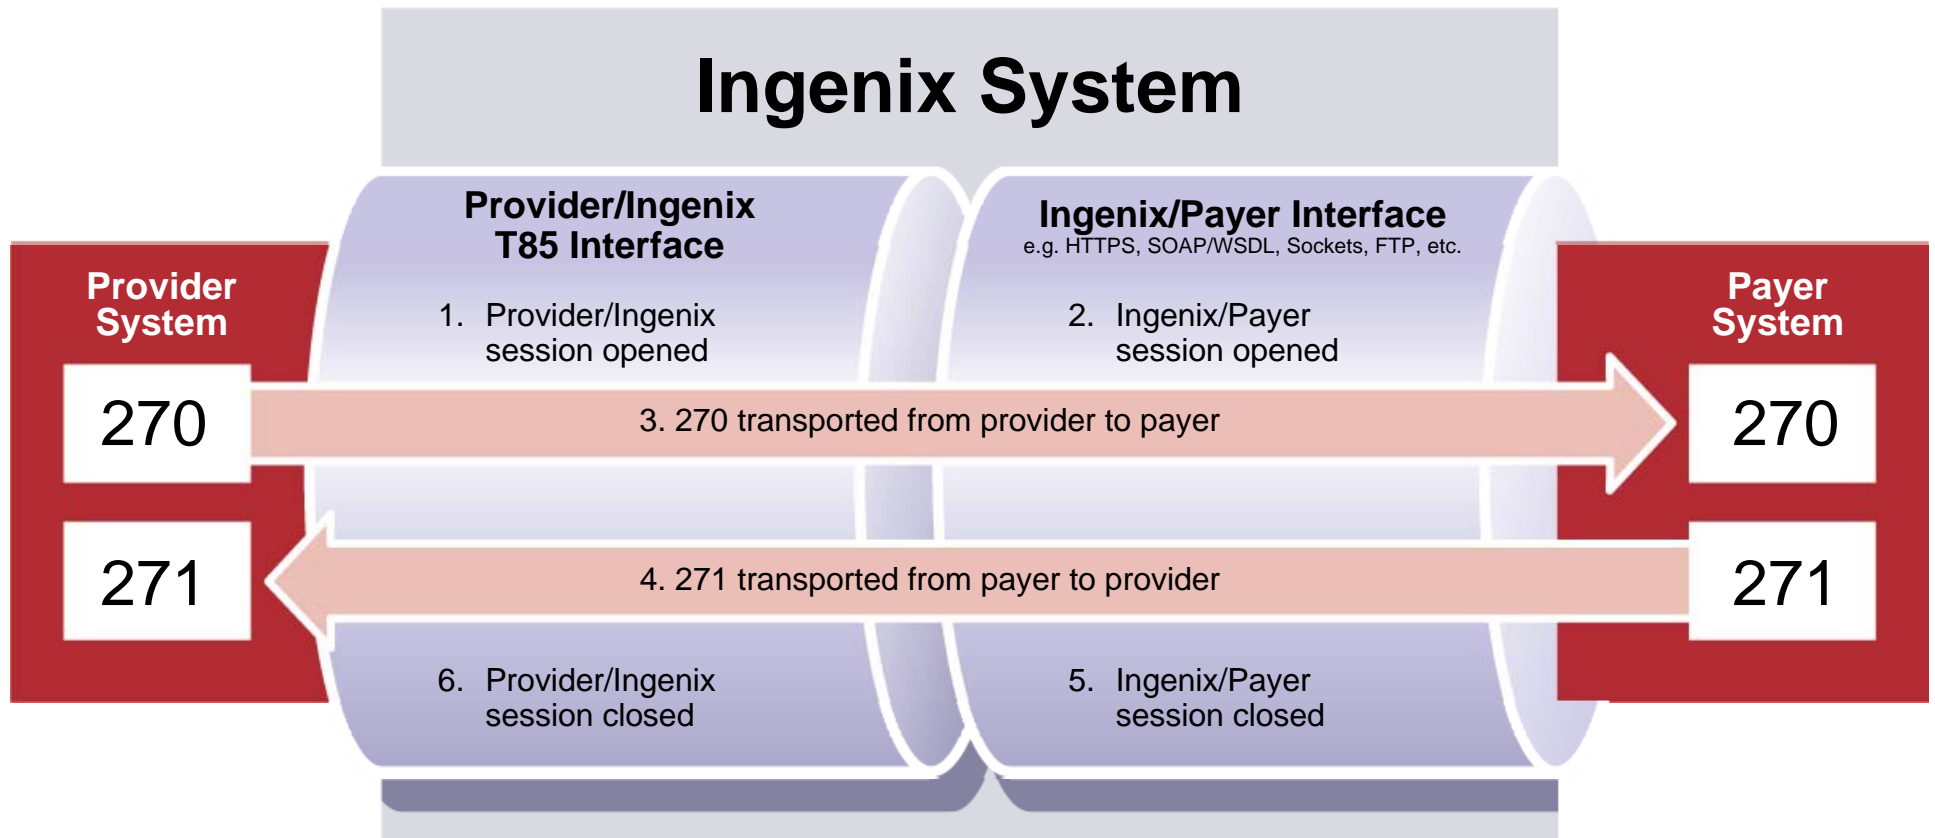 Ingenix System
Provider/Ingenix
T85 Interface
Ingenix/Payer Interface
e.g. HTTPS, SOAP/WSDL, Sockets, FTP, etc.
Provider
System
Payer
System
1. Provider/Ingenix
session opened
2. Ingenix/Payer
session opened
270
3. 270 transported from provider to payer
270
271
4. 271 transported from payer to provider
271
6. Provider/Ingenix
session closed
5. Ingenix/Payer
session closed